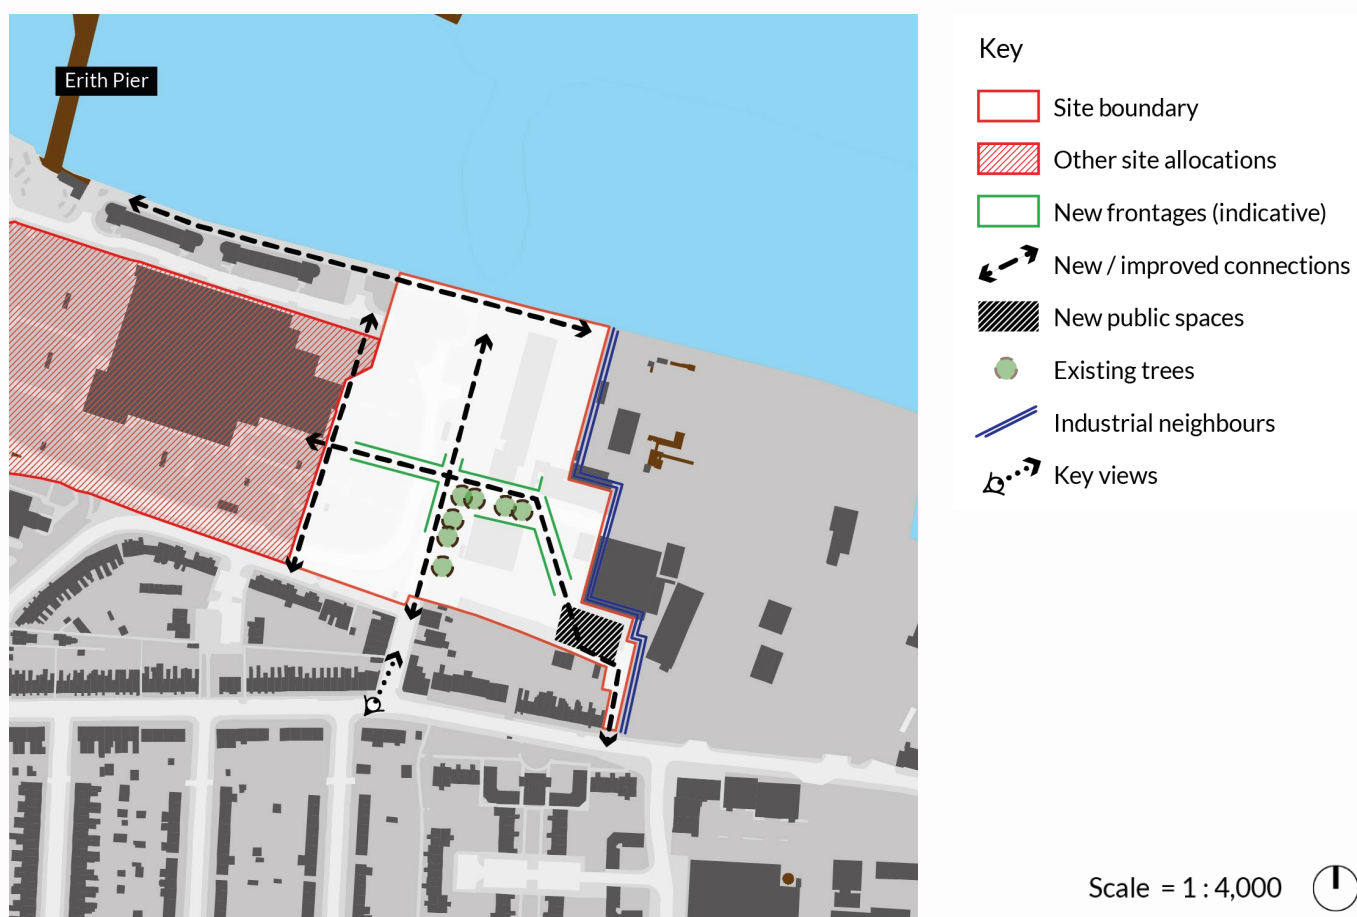 Erith Pier
Key
Site boundary
Other site allocations
New frontages (indicative)
New / improved connections
New public spaces
Existing trees
Industrial neighbours
Key views
Scale = 1 : 4,000